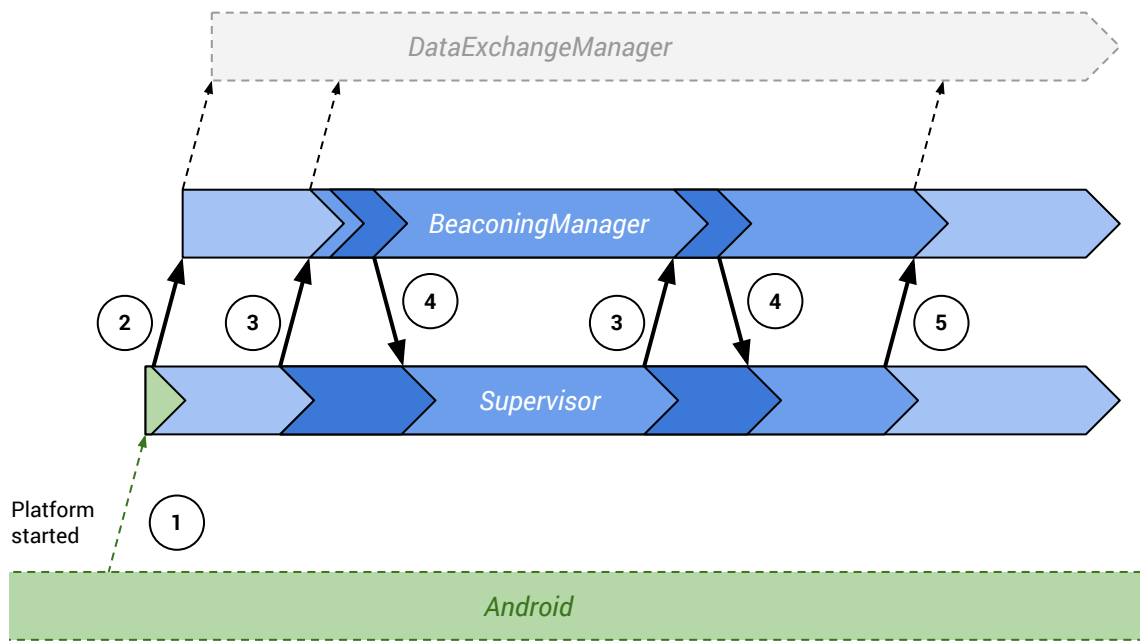 DataExchangeManager
BeaconingManager
2
3
4
3
4
5
Supervisor
Platform
started
1
Android